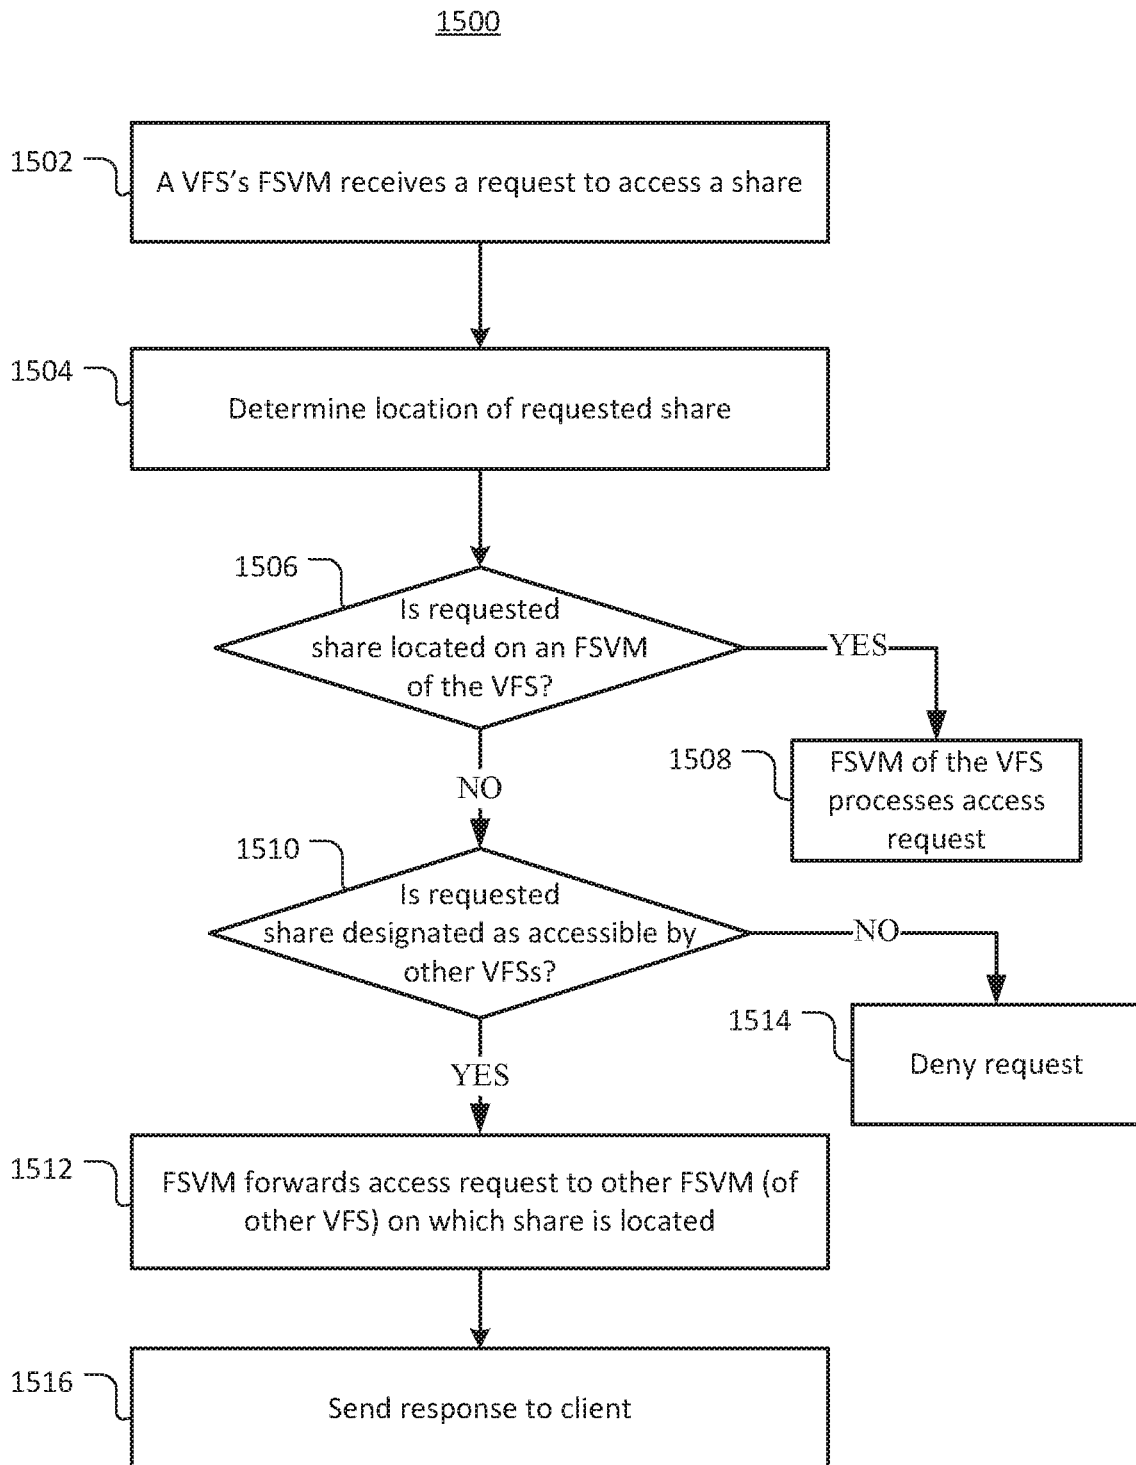 1500
1502
A VFS's FSVM receives a request to access a share
1504
Determine location of requested share
1506
Is requested
share located on an FSVM
of the VFS?
YES
NO
1508
FSVM of the VFS
processes access
request
1510
Is requested
share designated as accessible by
other VFSs?
NO
YES
1514
Deny request
1512
FSVM forwards access request to other FSVM (of
other VFS) on which share is located
1516
Send response to client